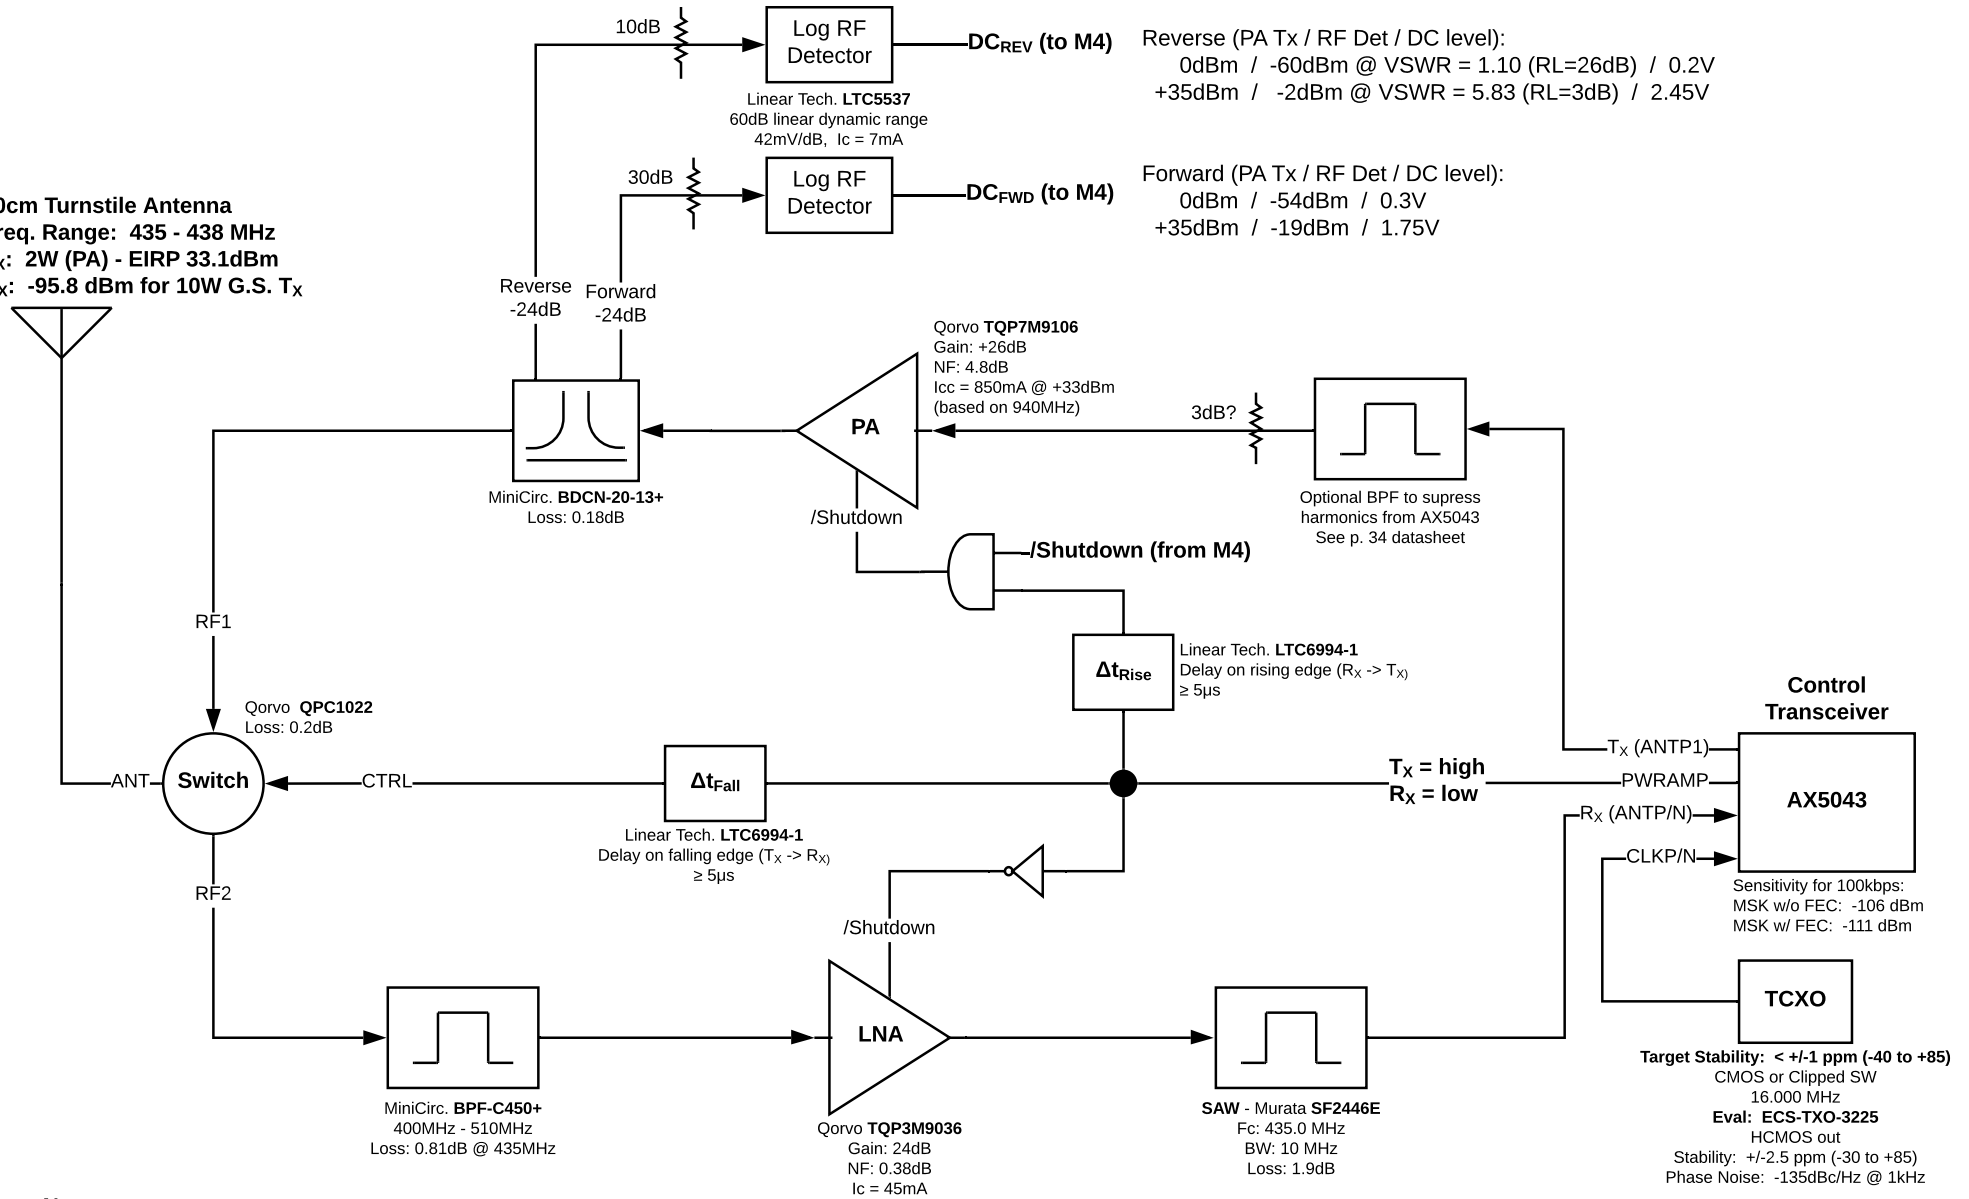 10dB
Log RF
Detector
DCREV (to M4)
Linear Tech. LTC5537
60dB linear dynamic range
42mV/dB,  Ic = 7mA
Reverse (PA Tx / RF Det / DC level):
0dBm  /  -60dBm @ VSWR = 1.10 (RL=26dB)  /  0.2V
+35dBm  /   -2dBm @ VSWR = 5.83 (RL=3dB)  /  2.45V
30dB
Log RF
Detector
DCFWD (to M4)
Forward (PA Tx / RF Det / DC level):
0dBm  /  -54dBm  /  0.3V
+35dBm  /  -19dBm  /  1.75V
0cm Turnstile Antenna
req. Range:  435 - 438 MHz
X:  2W (PA) - EIRP 33.1dBm
X:  -95.8 dBm for 10W G.S. TX
Reverse
-24dB
Forward
-24dB
MiniCirc. BDCN-20-13+
Loss: 0.18dB
Qorvo TQP7M9106
Gain: +26dB
NF: 4.8dB
Icc = 850mA @ +33dBm
(based on 940MHz)
PA
/Shutdown
3dB?
Optional BPF to supress
harmonics from AX5043
See p. 34 datasheet
/Shutdown (from M4)
ΔtRise
Linear Tech. LTC6994-1
Delay on rising edge (RX -> TX)
≥ 5μs
RF1
Qorvo  QPC1022
Loss: 0.2dB
ANT
Switch
CTRL
ΔtFall
Linear Tech. LTC6994-1
Delay on falling edge (TX -> RX)
≥ 5μs
TX = high
RX = low
Control
Transceiver
TX (ANTP1)
PWRAMP
RX (ANTP/N)
CLKP/N
AX5043
Sensitivity for 100kbps:
MSK w/o FEC:  -106 dBm
MSK w/ FEC:  -111 dBm
RF2
/Shutdown
LNA
MiniCirc. BPF-C450+
400MHz - 510MHz
Loss: 0.81dB @ 435MHz
Qorvo TQP3M9036
Gain: 24dB
NF: 0.38dB
Ic = 45mA
SAW - Murata SF2446E
Fc: 435.0 MHz
BW: 10 MHz
Loss: 1.9dB
TCXO
Target Stability:  < +/-1 ppm (-40 to +85)
CMOS or Clipped SW
16.000 MHz
Eval:  ECS-TXO-3225
HCMOS out
Stability:  +/-2.5 ppm (-30 to +85)
Phase Noise:  -135dBc/Hz @ 1kHz